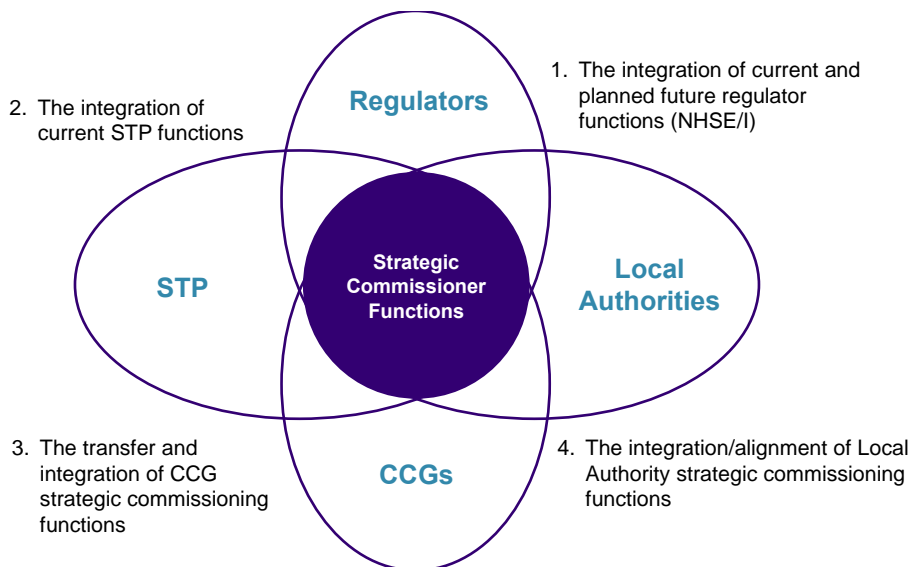 Regulators
1. The integration of current and
planned future regulator
functions (NHSE/I)
2. The integration of
current STP functions
STP
Strategic
Commissioner
Functions
Local
Authorities
3. The transfer and
integration of CCG
strategic commissioning
functions
CCGs
4. The integration/alignment of Local
Authority strategic commissioning
functions